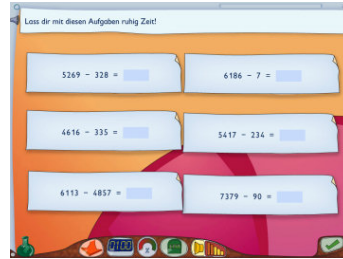 Lass dir mit diesen Aufgaben ruhig Zeit!
5269 - 328 =
6186 - 7 =
4616 - 335 =
5417 - 234 =
6113 - 4857 =
7379 - 90 =
0100